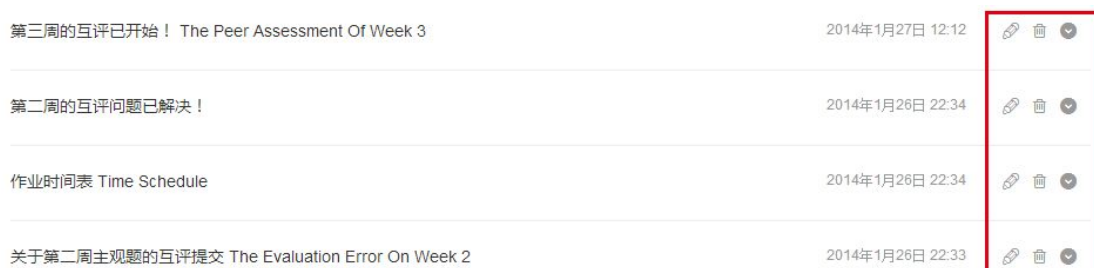 第三周的互评已开始！ The Peer Assessment Of Week 3 2014年1月27日 12:12
第二周的互评问题已解决！ 2014年1月26日 22:34
作业时间表 Time Schedule 2014年1月26日 22:34
关于第二周主观题的互评提交 The Evaluation Error On Week 2 2014年1月26日 22:33